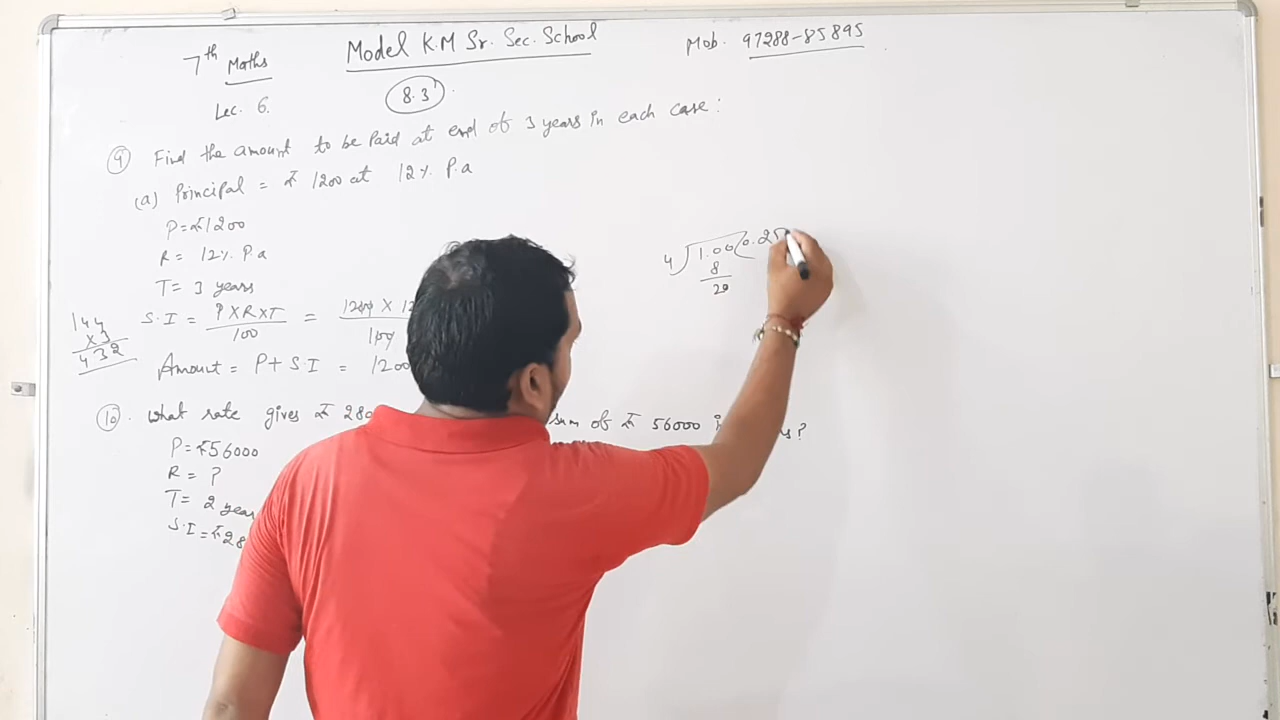 7th Maths
Model K.M Sr. Sec. School
Mob. 97288-85895
Lec. 6.
8.3
9 Find the amount to be Paid at end of 3 years in each case:
(a) Principal = ₹ 1200 at 12% P.a
P=₹1200
R= 12% P.a
T= 3 years
S.I = P×R×T/100 = 1200 ×
/100
144
×3
432
Amount = P+S.I = 1200
4)1.00(0.25
8
20
10. What rate gives ₹ 280 sum of ₹ 56000
P=₹56000
R = ?
T= 2
S.I=₹28